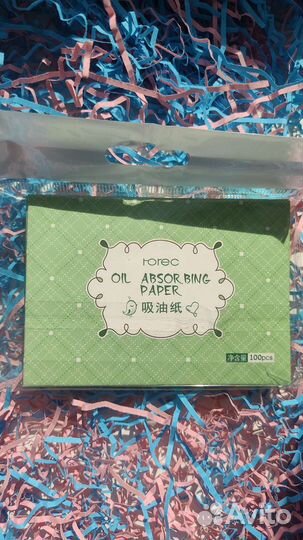 rorec
OIL ABSORBING
PAPER
吸油纸
净含量 100pcs
Avito